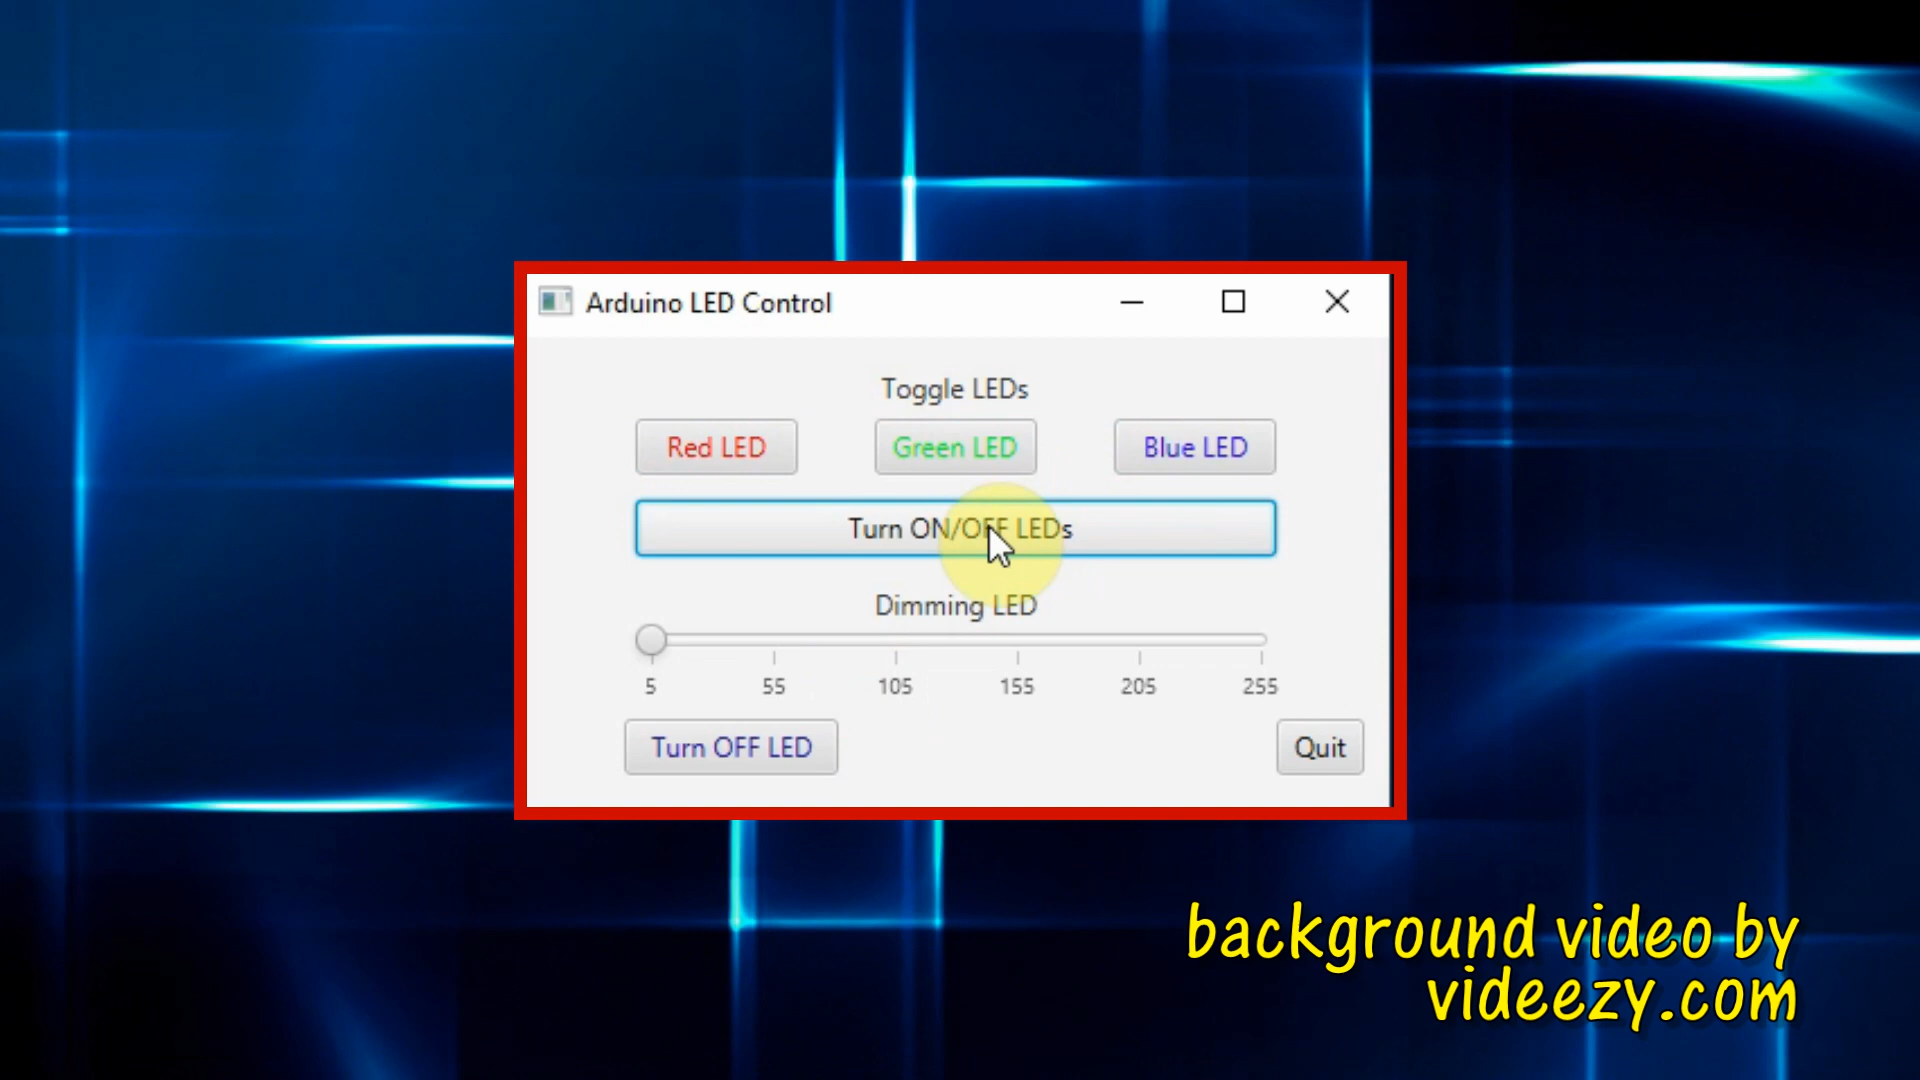 Arduino LED Control
Toggle LEDs
Red LED Green LED Blue LED
Turn ON/OFF LEDs
Dimming LED
5 55 105 155 205 255
Turn OFF LED Quit
background video by
videezy.com